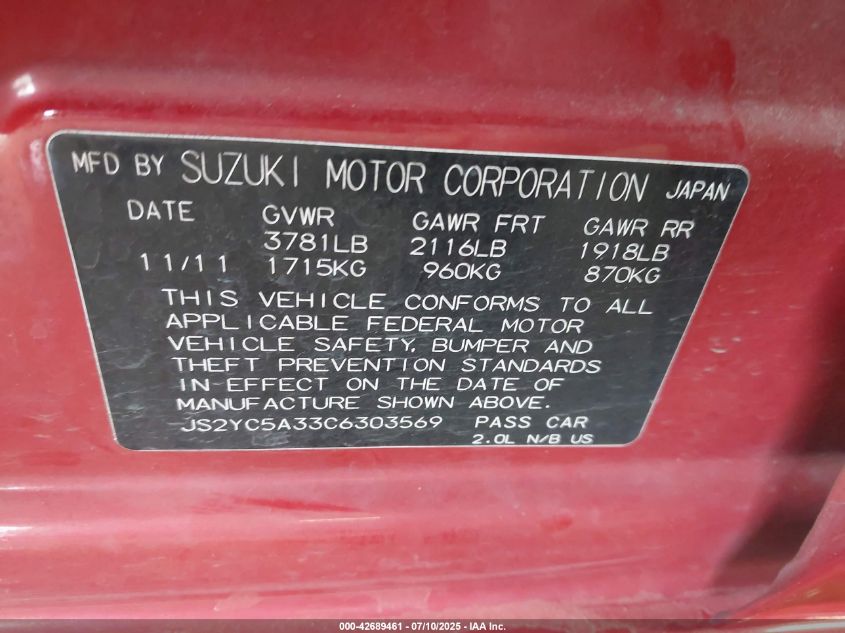 MFD BY SUZUKI MOTOR CORPORATION JAPAN
DATE GVWR GAWR FRT GAWR RR
3781LB 2116LB 1918LB
11/11 1715KG 960KG 870KG
THIS VEHICLE CONFORMS TO ALL
APPLICABLE FEDERAL MOTOR
VEHICLE SAFETY, BUMPER AND
THEFT PREVENTION STANDARDS
IN-EFFECT ON THE DATE OF
MANUFACTURE SHOWN ABOVE.
JS2YC5A33C6303569 PASS CAR
2.0L N/B US
000-42689461 - 07/10/2025 - IAA Inc.